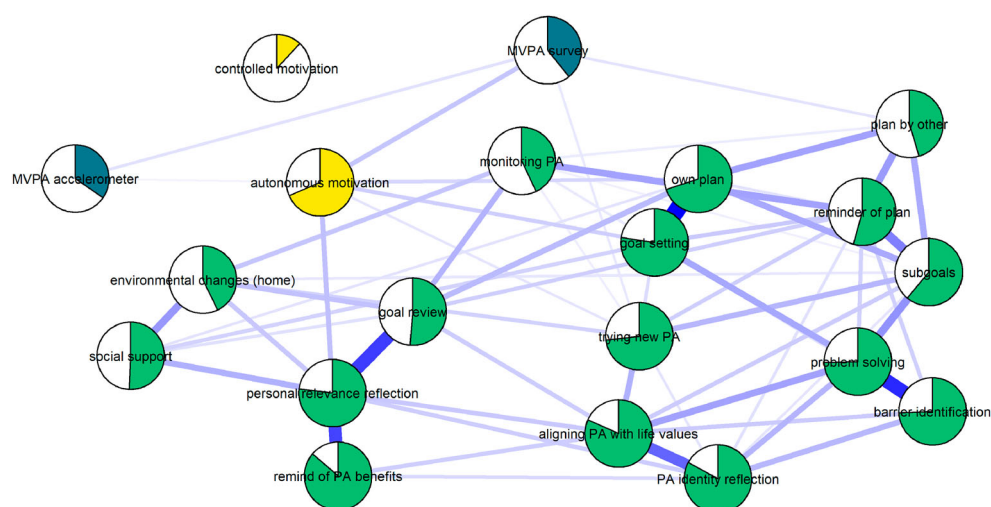 MVPA survey
controlled motivation
plan by other
monitoring PA
MVPA accelerometer
autonomous motivation
own plan
reminder of plan
goal setting
subgoals
environmental changes (home)
goal review
trying new PA
social support
problem solving
personal relevance reflection
barrier identification
aligning PA with life values
remind of PA benefits
PA identity reflection